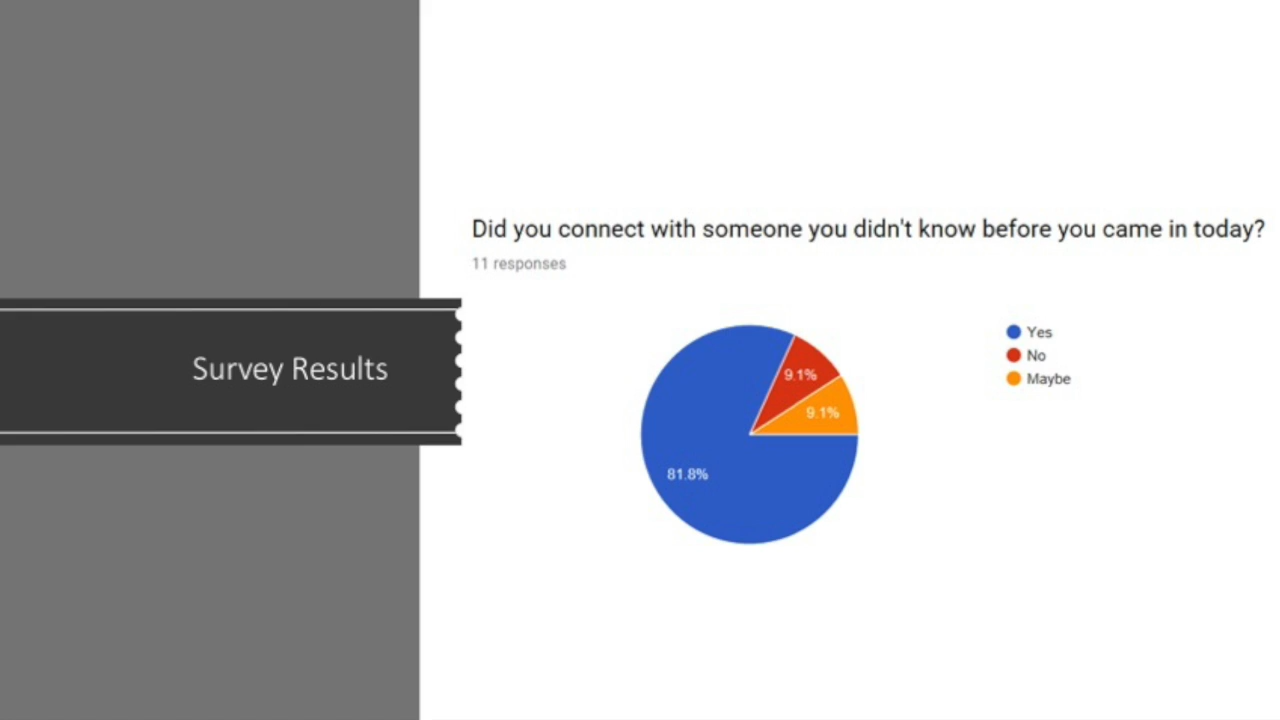 Survey Results
Did you connect with someone you didn't know before you came in today?
11 responses
Yes
No
Maybe
9.1%
9.1%
81.8%